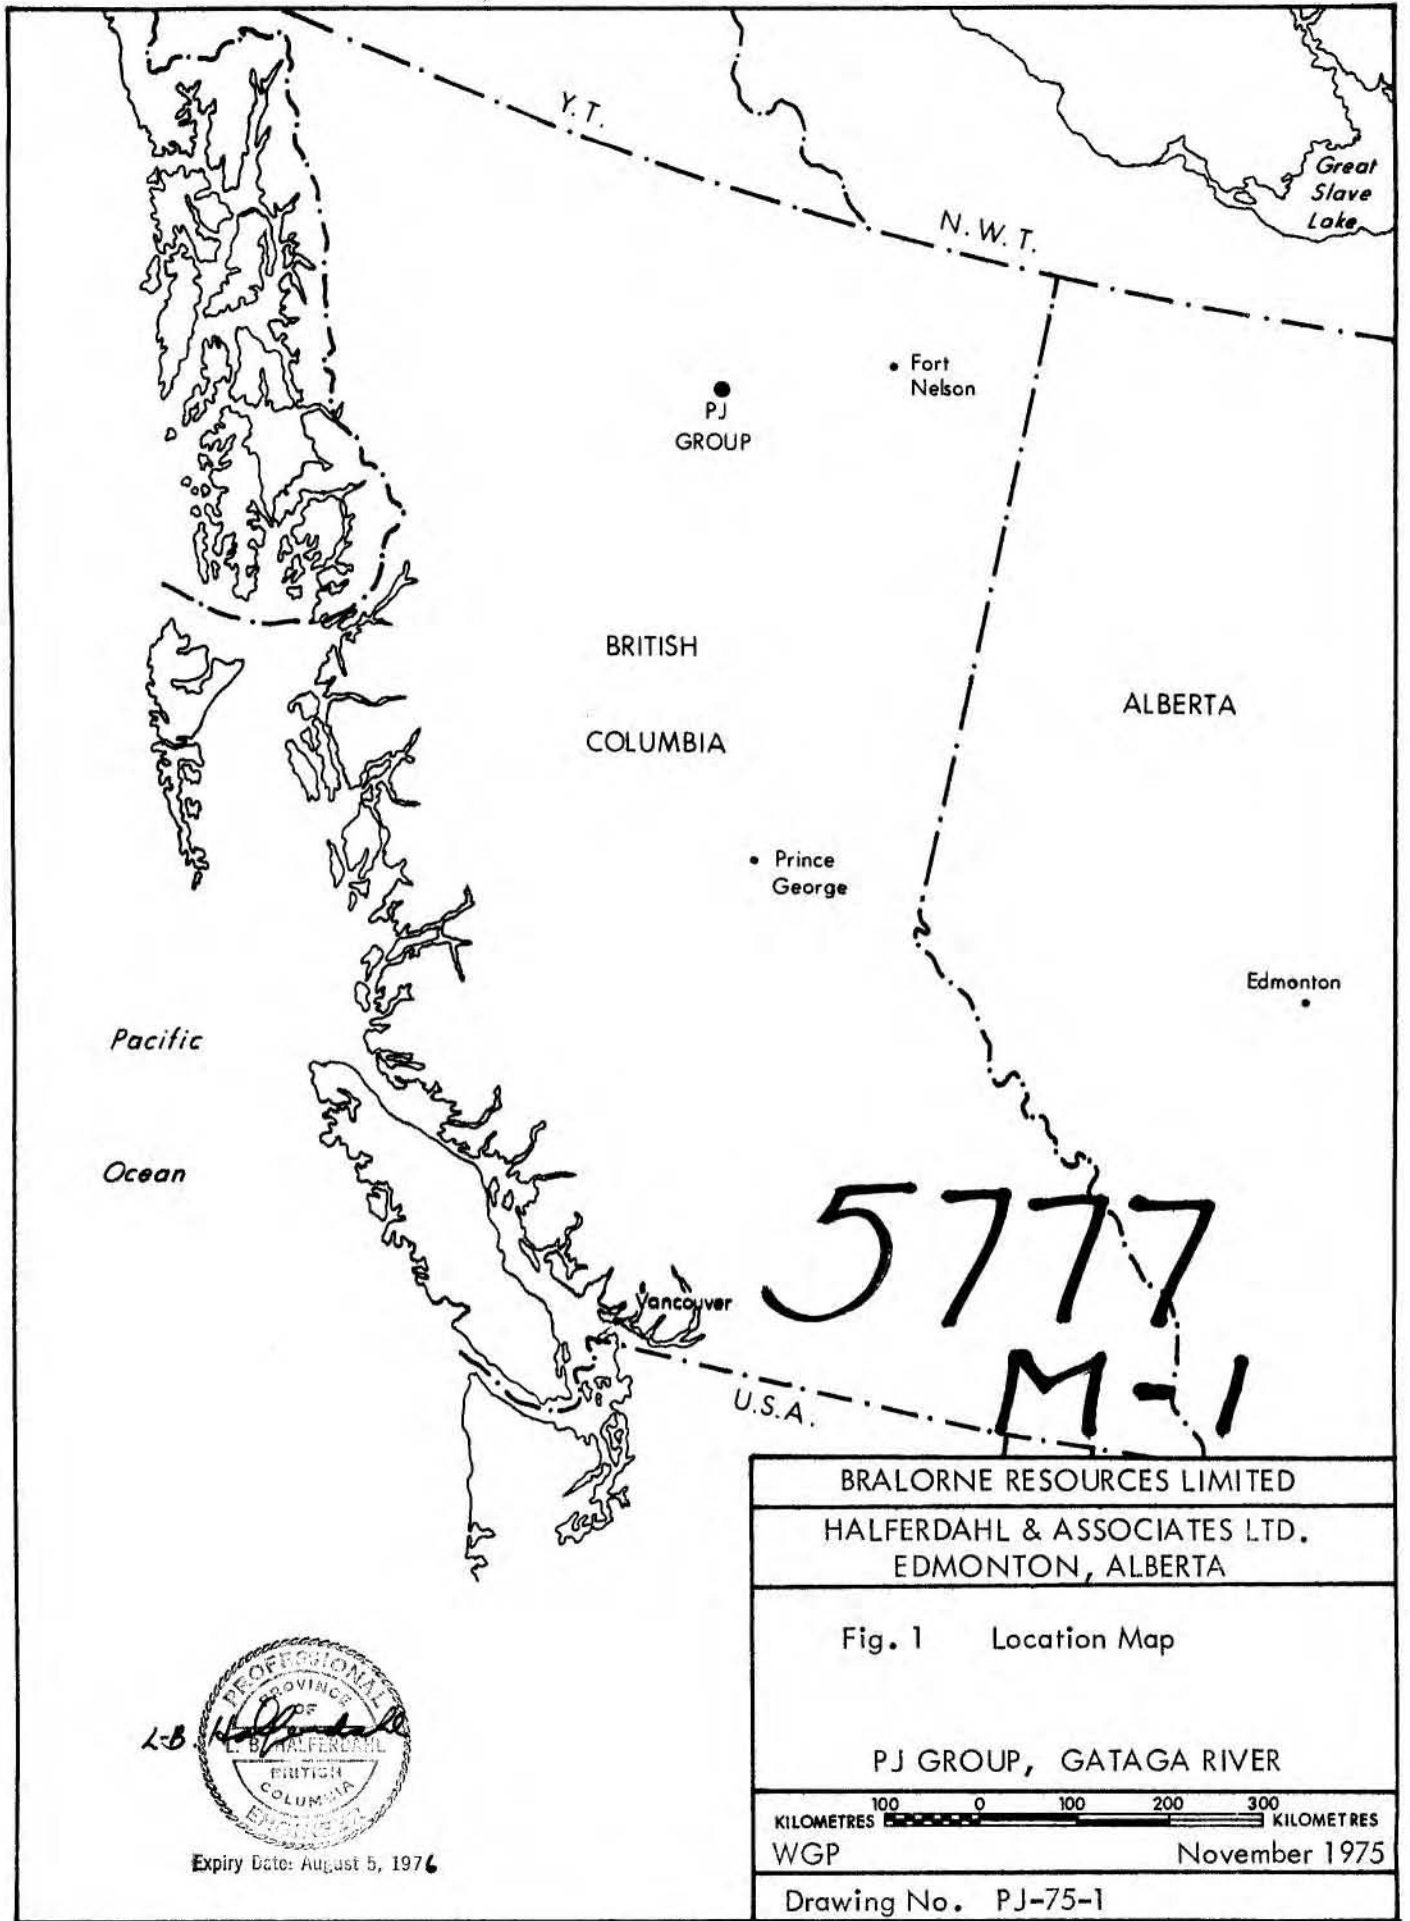 Y.T.
Great
Slave
Lake
N.W.T.
Fort
Nelson
PJ
GROUP
BRITISH
COLUMBIA
ALBERTA
Prince
George
Edmonton
Pacific
Ocean
5777
M-1
Vancouver
U.S.A.
BRALORNE RESOURCES LIMITED
HALFERDAHL & ASSOCIATES LTD.
EDMONTON, ALBERTA
Fig. 1 Location Map
PJ GROUP, GATAGA RIVER
100 0 100 200 300
KILOMETRES KILOMETRES
WGP November 1975
Drawing No. PJ-75-1
PROFESSIONAL
PROVINCE
OF
L. B. HALFERDAHL
BRITISH
COLUMBIA
ENGINEER
L.B. Halferdahl
Expiry Date: August 5, 1976